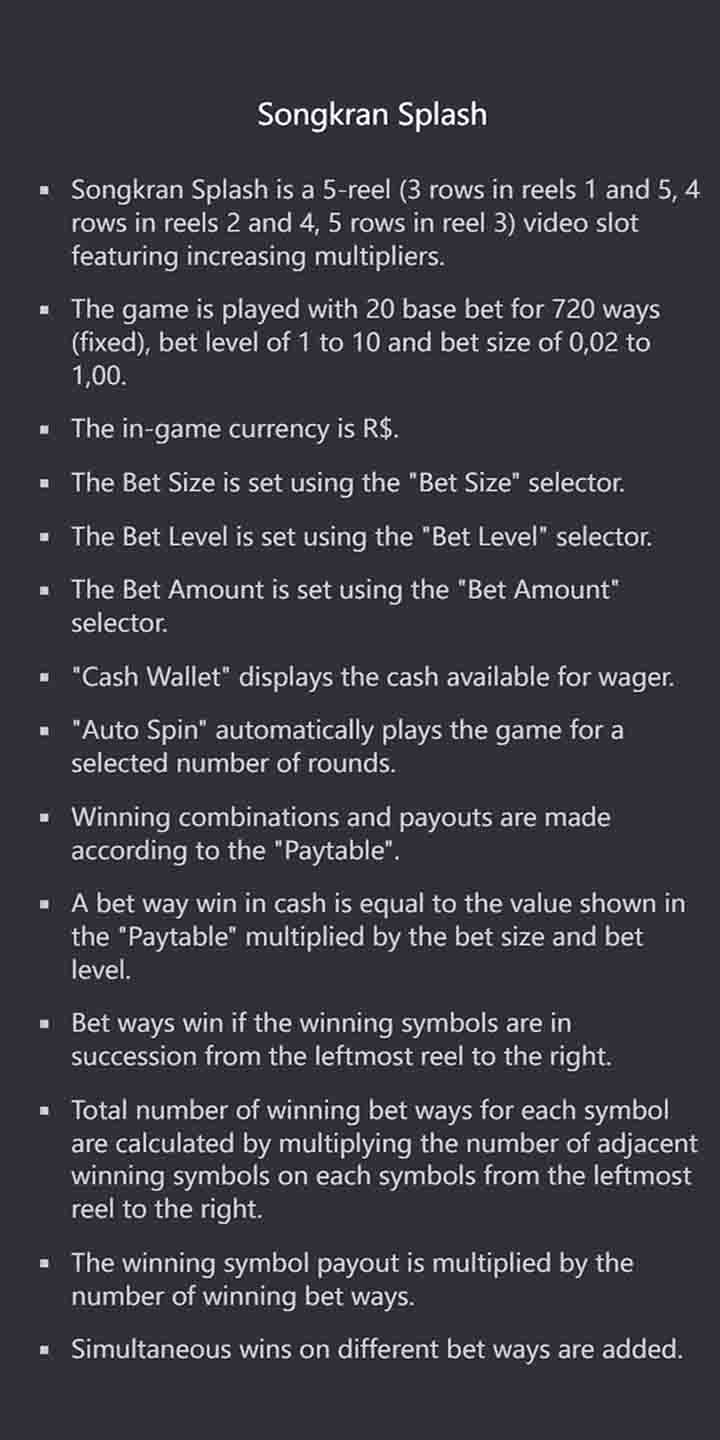 Songkran Splash
▪ Songkran Splash is a 5-reel (3 rows in reels 1 and 5, 4
rows in reels 2 and 4, 5 rows in reel 3) video slot
featuring increasing multipliers.
▪ The game is played with 20 base bet for 720 ways
(fixed), bet level of 1 to 10 and bet size of 0,02 to
1,00.
▪ The in-game currency is R$.
▪ The Bet Size is set using the "Bet Size" selector.
▪ The Bet Level is set using the "Bet Level" selector.
▪ The Bet Amount is set using the "Bet Amount"
selector.
▪ "Cash Wallet" displays the cash available for wager.
▪ "Auto Spin" automatically plays the game for a
selected number of rounds.
▪ Winning combinations and payouts are made
according to the "Paytable".
▪ A bet way win in cash is equal to the value shown in
the "Paytable" multiplied by the bet size and bet
level.
▪ Bet ways win if the winning symbols are in
succession from the leftmost reel to the right.
▪ Total number of winning bet ways for each symbol
are calculated by multiplying the number of adjacent
winning symbols on each symbols from the leftmost
reel to the right.
▪ The winning symbol payout is multiplied by the
number of winning bet ways.
▪ Simultaneous wins on different bet ways are added.